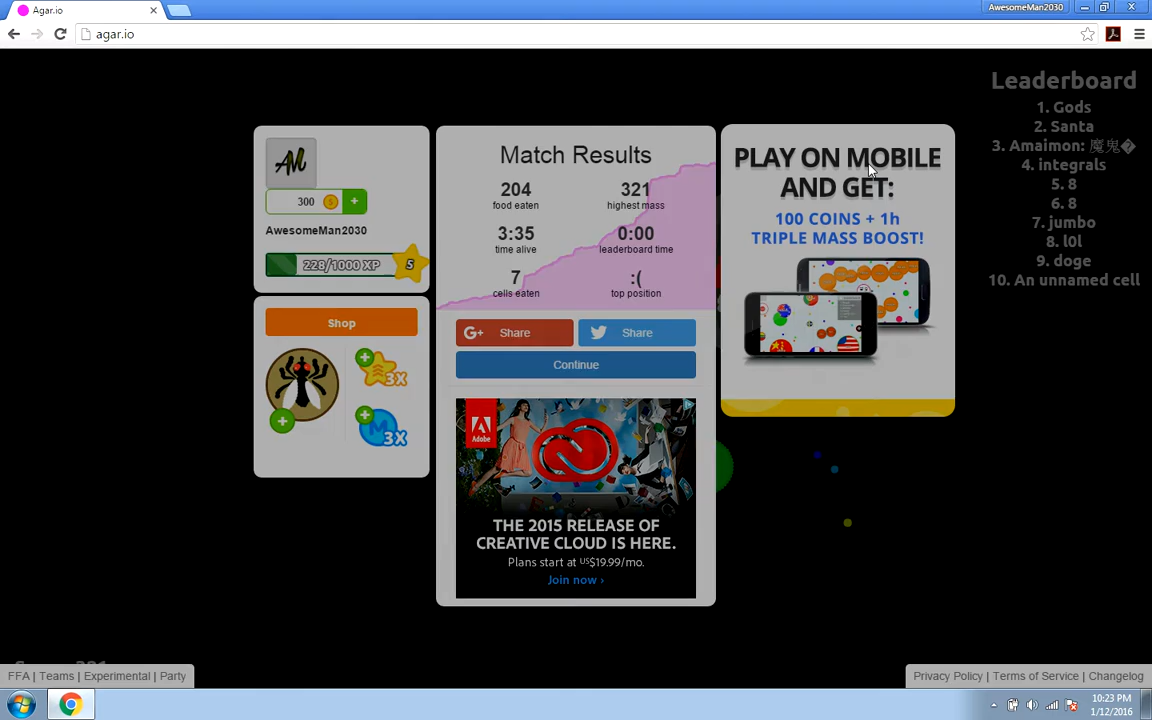 Agar.io
AwesomeMan2030
agar.io
AM
300
AwesomeMan2030
228/1000 XP
5
Shop
3X
M
3X
Match Results
204
food eaten
321
highest mass
3:35
time alive
0:00
leaderboard time
7
cells eaten
:(
top position
G+ Share
Share
Continue
Adobe
THE 2015 RELEASE OF
CREATIVE CLOUD IS HERE.
Plans start at US$19.99/mo.
Join now ›
PLAY ON MOBILE
AND GET:
100 COINS + 1h
TRIPLE MASS BOOST!
Leaderboard
1. Gods
2. Santa
3. Amaimon: 魔鬼�
4. integrals
5. 8
6. 8
7. jumbo
8. l0l
9. doge
10. An unnamed cell
FFA | Teams | Experimental | Party
Privacy Policy | Terms of Service | Changelog
10:23 PM
1/12/2016